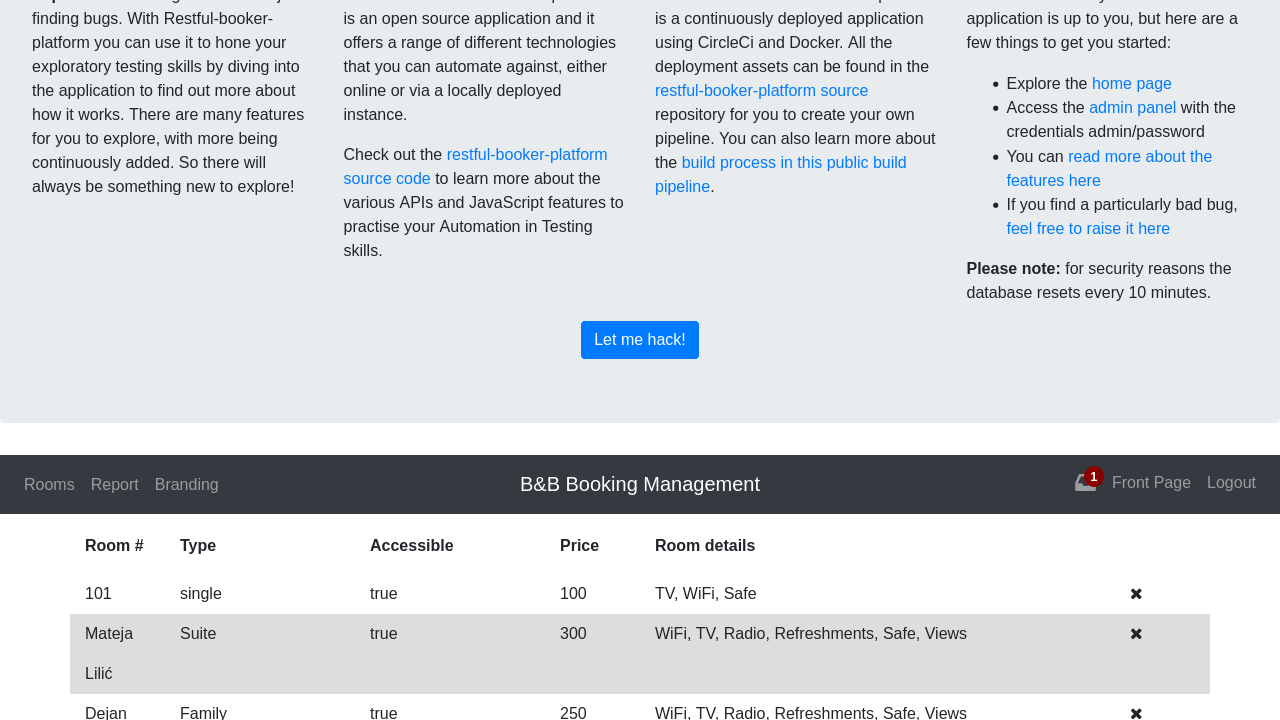 finding bugs. With Restful-booker-
platform you can use it to hone your
exploratory testing skills by diving into
the application to find out more about
how it works. There are many features
for you to explore, with more being
continuously added. So there will
always be something new to explore!
is an open source application and it
offers a range of different technologies
that you can automate against, either
online or via a locally deployed
instance.
Check out the restful-booker-platform
source code to learn more about the
various APIs and JavaScript features to
practise your Automation in Testing
skills.
is a continuously deployed application
using CircleCi and Docker. All the
deployment assets can be found in the
restful-booker-platform source
repository for you to create your own
pipeline. You can also learn more about
the build process in this public build
pipeline.
application is up to you, but here are a
few things to get you started:
• Explore the home page
• Access the admin panel with the
credentials admin/password
• You can read more about the
features here
• If you find a particularly bad bug,
feel free to raise it here
Please note: for security reasons the
database resets every 10 minutes.
Let me hack!
Rooms Report Branding B&B Booking Management 1 Front Page Logout
Room # Type Accessible Price Room details
101 single true 100 TV, WiFi, Safe
Mateja Suite true 300 WiFi, TV, Radio, Refreshments, Safe, Views
Lilić
Dejan Family true 250 WiFi, TV, Radio, Refreshments, Safe, Views